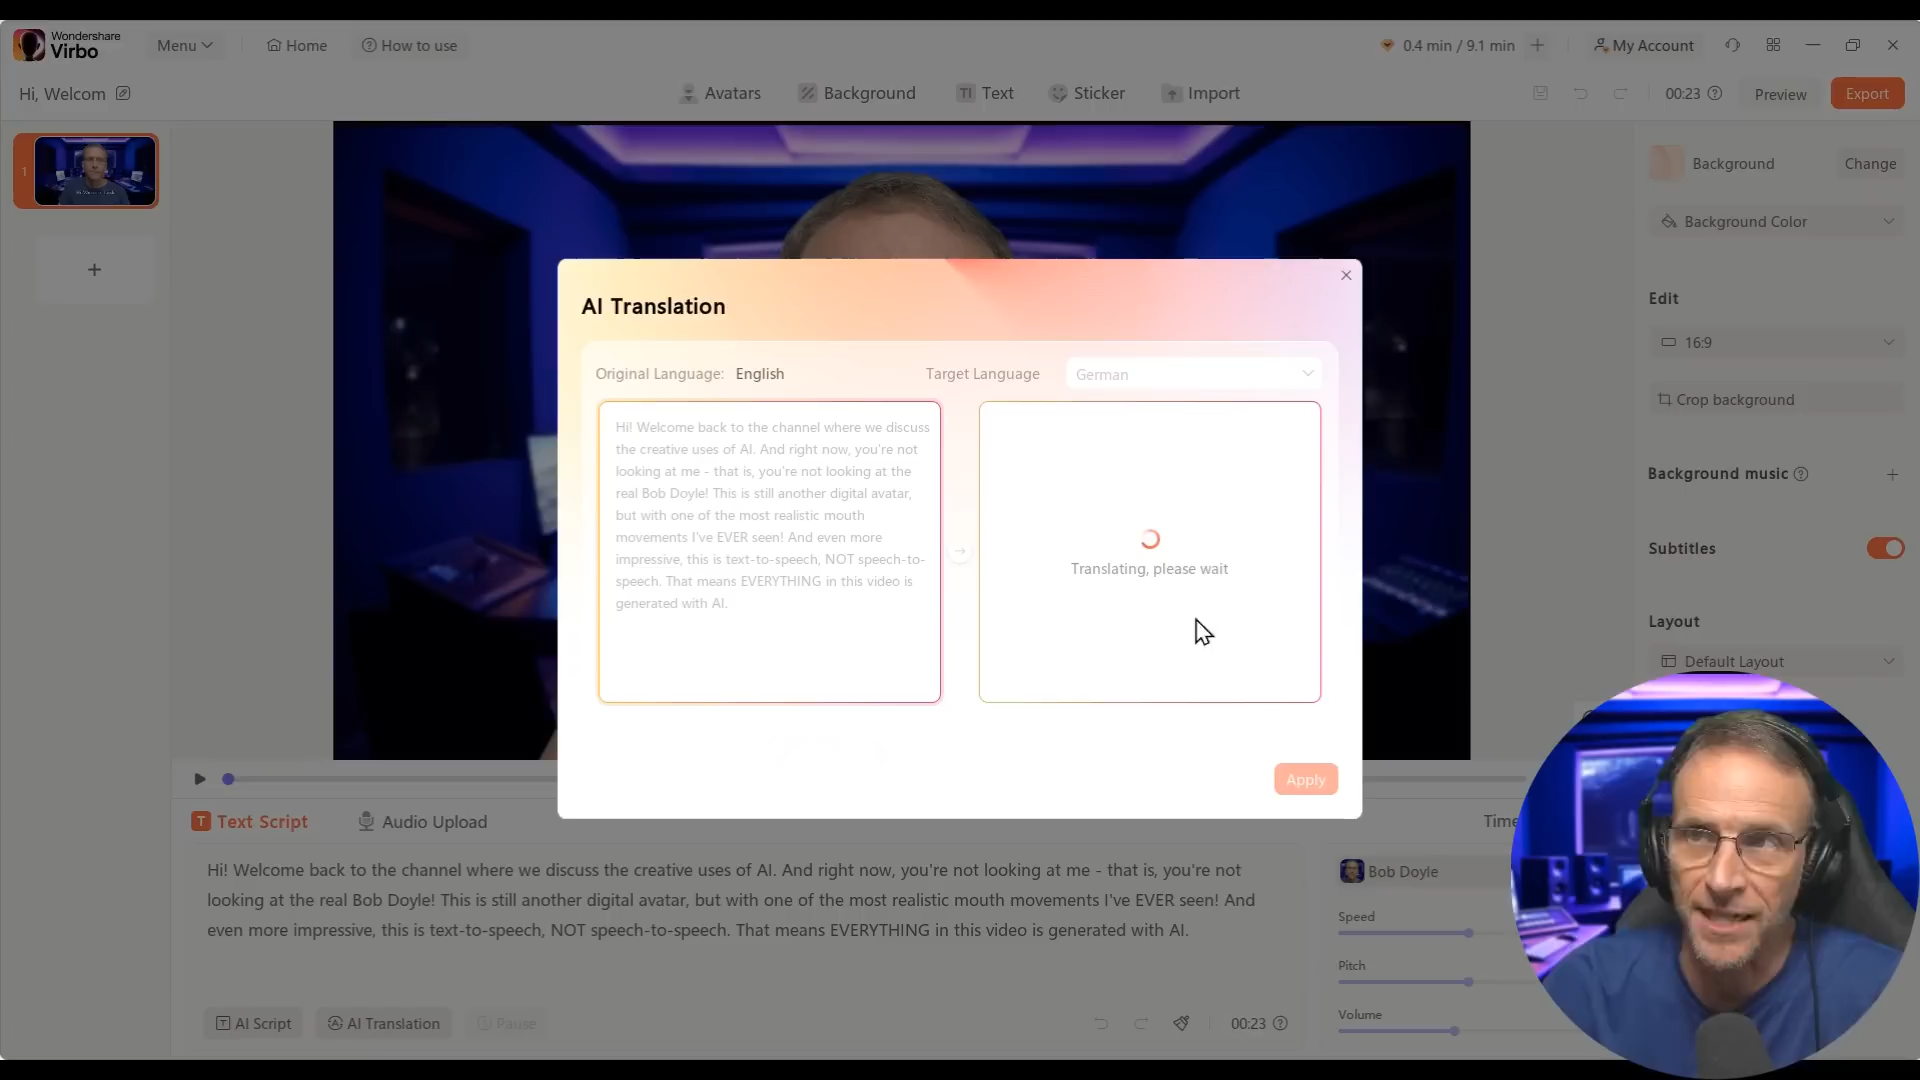 Wondershare
Virbo
Menu
Home
How to use
0.4 min / 9.1 min
My Account
Hi, Welcom
Avatars
Background
Text
Sticker
Import
00:23
Preview
Export
1
Background
Change
Background Color
Edit
16:9
Crop background
Background music
Subtitles
Layout
Default Layout
AI Translation
Original Language: English
Target Language
German
Hi! Welcome back to the channel where we discuss
the creative uses of AI. And right now, you're not
looking at me - that is, you're not looking at the
real Bob Doyle! This is still another digital avatar,
but with one of the most realistic mouth
movements I've EVER seen! And even more
impressive, this is text-to-speech, NOT speech-to-
speech. That means EVERYTHING in this video is
generated with AI.
Translating, please wait
Apply
Text Script
Audio Upload
Time
Hi! Welcome back to the channel where we discuss the creative uses of AI. And right now, you're not looking at me - that is, you're not
looking at the real Bob Doyle! This is still another digital avatar, but with one of the most realistic mouth movements I've EVER seen! And
even more impressive, this is text-to-speech, NOT speech-to-speech. That means EVERYTHING in this video is generated with AI.
Bob Doyle
Speed
Pitch
Volume
AI Script
AI Translation
Pause
00:23